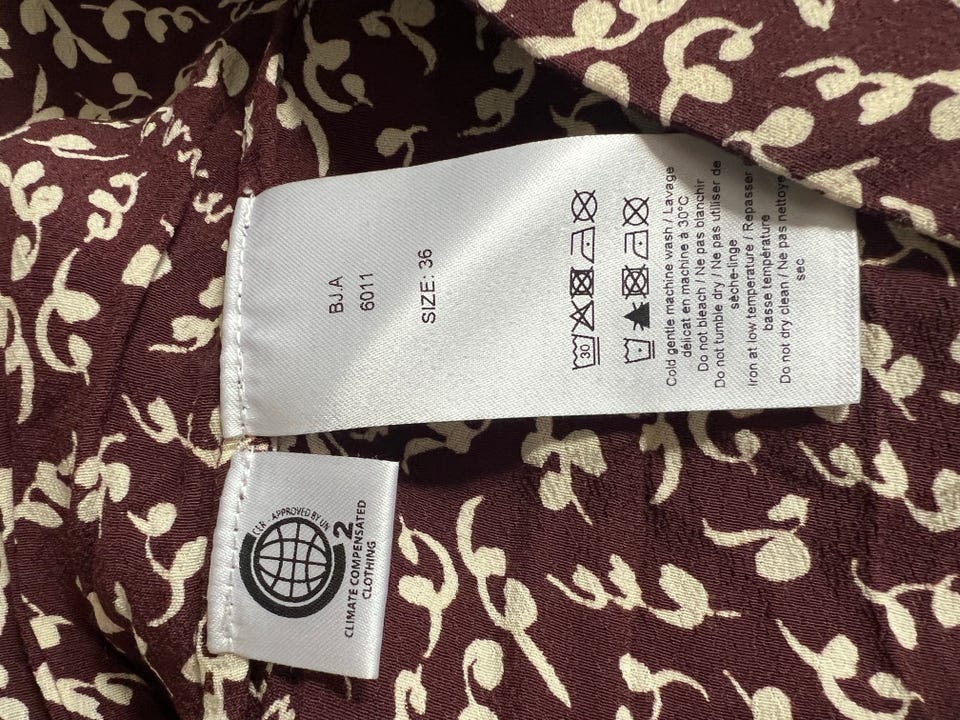 BJ.A
6011
SIZE: 36
30
Cold gentle machine wash / Lavage
délicat en machine à 30°C
Do not bleach / Ne pas blanchir
Do not tumble dry / Ne pas utiliser de
sèche-linge
Iron at low temperature / Repasser
basse température
Do not dry clean / Ne pas nettoye
sec
CER - APPROVED BY UN
2
CLIMATE COMPENSATED
CLOTHING